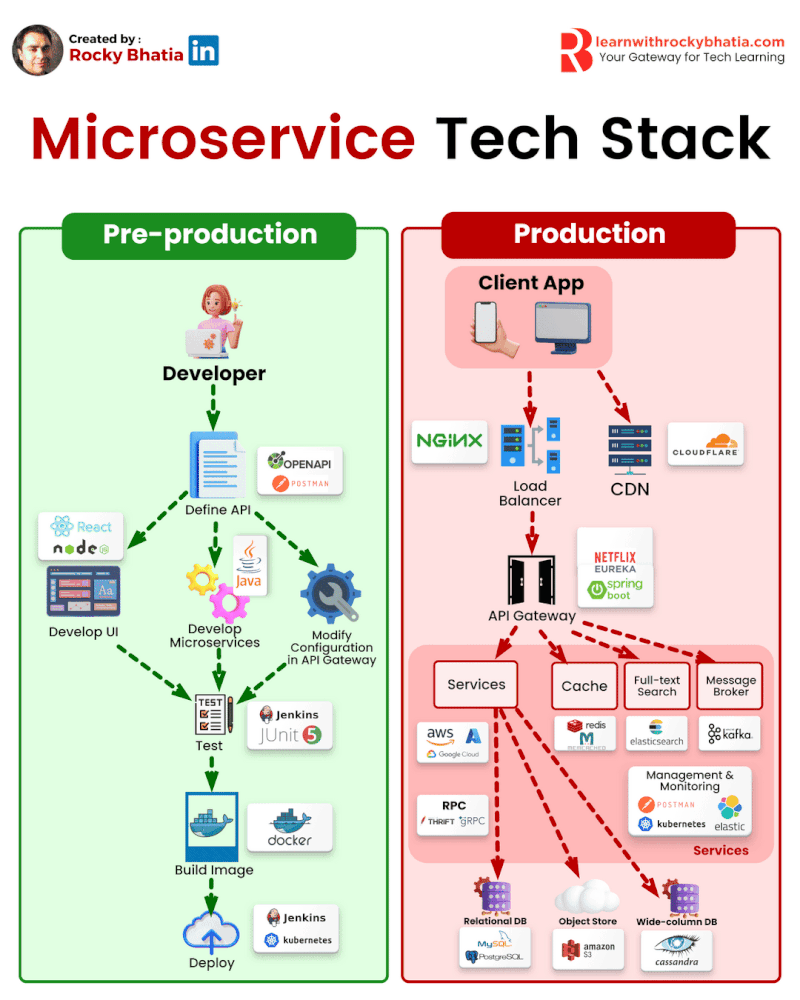 Created by :
Rocky Bhatia in
learnwithrockybhatia.com
Your Gateway for Tech Learning
Microservice Tech Stack
Pre-production
Developer
OPENAPI
POSTMAN
Define API
React
node JS
Java
Aa
Develop UI
Develop
Microservices
Modify
Configuration
in API Gateway
TEST
Jenkins
JUnit 5
Test
docker
Build Image
Jenkins
kubernetes
Deploy
Production
Client App
NGINX
CLOUDFLARE
Load
Balancer
CDN
NETFLIX
EUREKA
spring
boot
API Gateway
Services
Cache
Full-text
Search
Message
Broker
aws
Google Cloud
redis
MEMCACHED
elasticsearch
kafka.
RPC
THRIFT gRPC
Management &
Monitoring
POSTMAN
kubernetes
elastic
Services
Relational DB
Object Store
Wide-column DB
MySQL
PostgreSQL
amazon
S3
cassandra